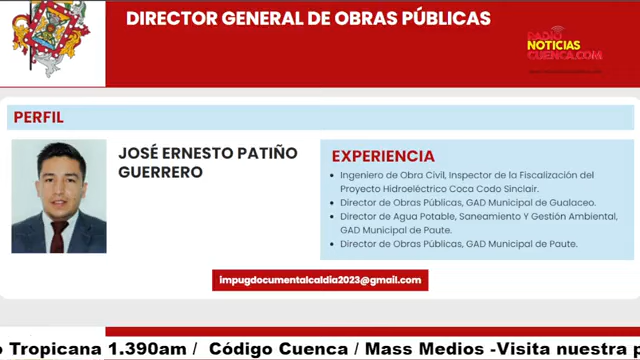 DIRECTOR GENERAL DE OBRAS PÚBLICAS
RADIO
NOTICIAS
CUENCA.COM
PERFIL
JOSÉ ERNESTO PATIÑO
GUERRERO
EXPERIENCIA
• Ingeniero de Obra Civil, Inspector de la Fiscalización del
Proyecto Hidroeléctrico Coca Codo Sinclair.
• Director de Obras Públicas, GAD Municipal de Gualaceo.
• Director de Agua Potable, Saneamiento Y Gestión Ambiental,
GAD Municipal de Paute.
• Director de Obras Públicas, GAD Municipal de Paute.
impugdocumentalcaldia2023@gmail.com
o Tropicana 1.390am / Código Cuenca / Mass Medios -Visita nuestra p